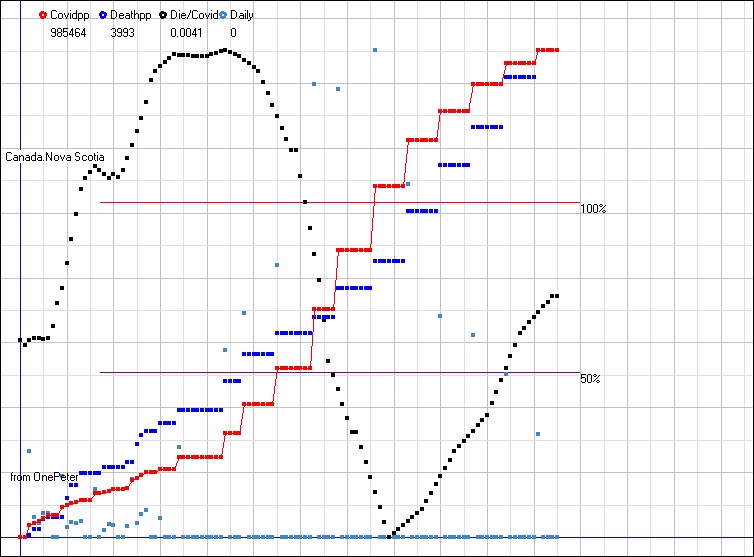 Covidpp Deathpp Die/Covid Daily
985464 3993 0.0041 0
Canada.Nova Scotia
100%
50%
from OnePeter